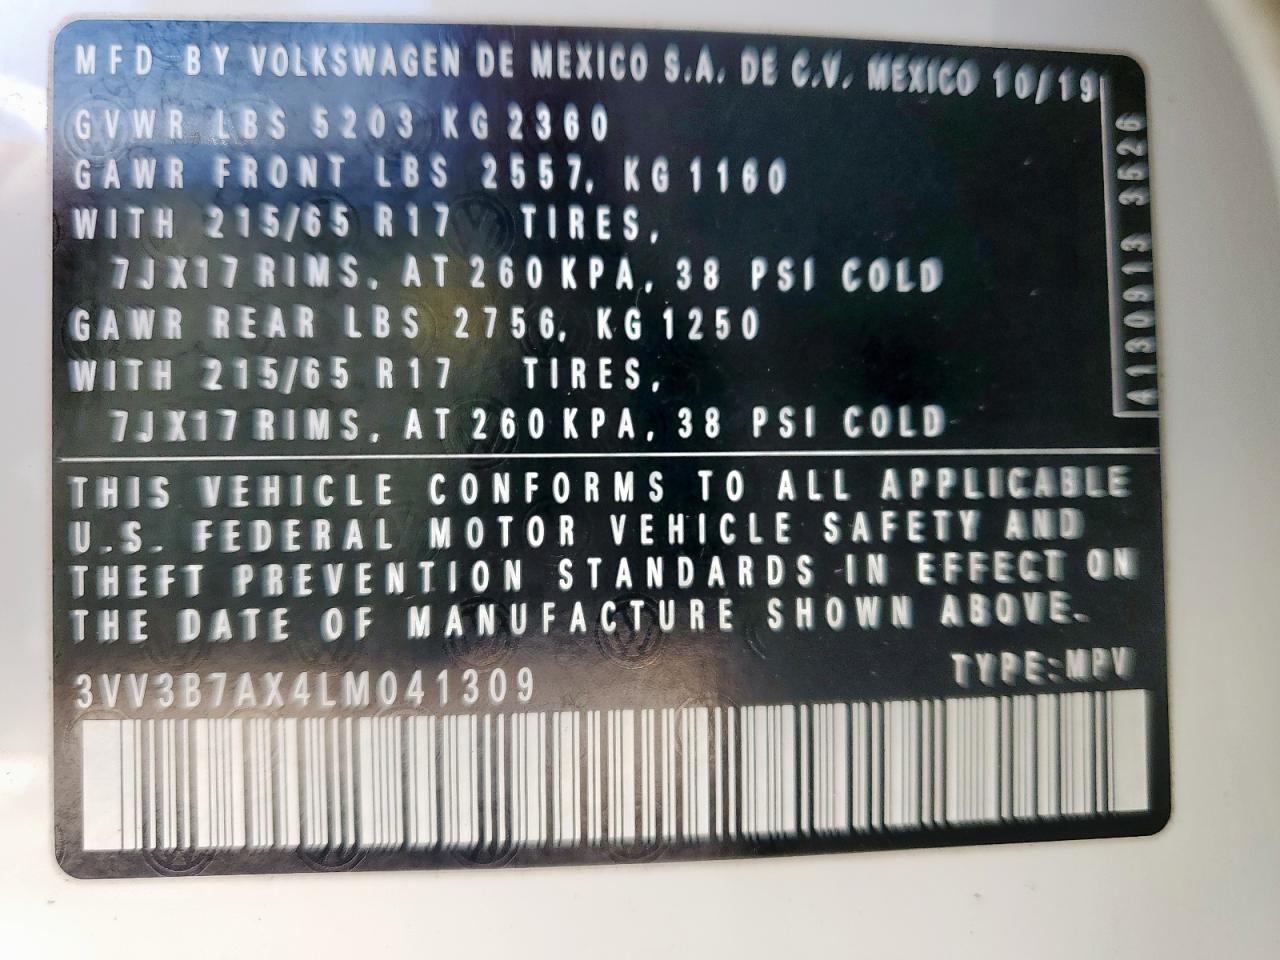 MFD BY VOLKSWAGEN DE MEXICO S.A. DE C.V. MEXICO 10/19
GVWR LBS 5203 KG 2360
GAWR FRONT LBS 2557, KG 1160
WITH 215/65 R17 TIRES,
7JX17 RIMS, AT 260 KPA, 38 PSI COLD
GAWR REAR LBS 2756, KG 1250
WITH 215/65 R17 TIRES,
7JX17 RIMS, AT 260 KPA, 38 PSI COLD
A130913 3526
THIS VEHICLE CONFORMS TO ALL APPLICABLE
U.S. FEDERAL MOTOR VEHICLE SAFETY AND
THEFT PREVENTION STANDARDS IN EFFECT ON
THE DATE OF MANUFACTURE SHOWN ABOVE.
TYPE:MPV
3VV3B7AX4LM041309